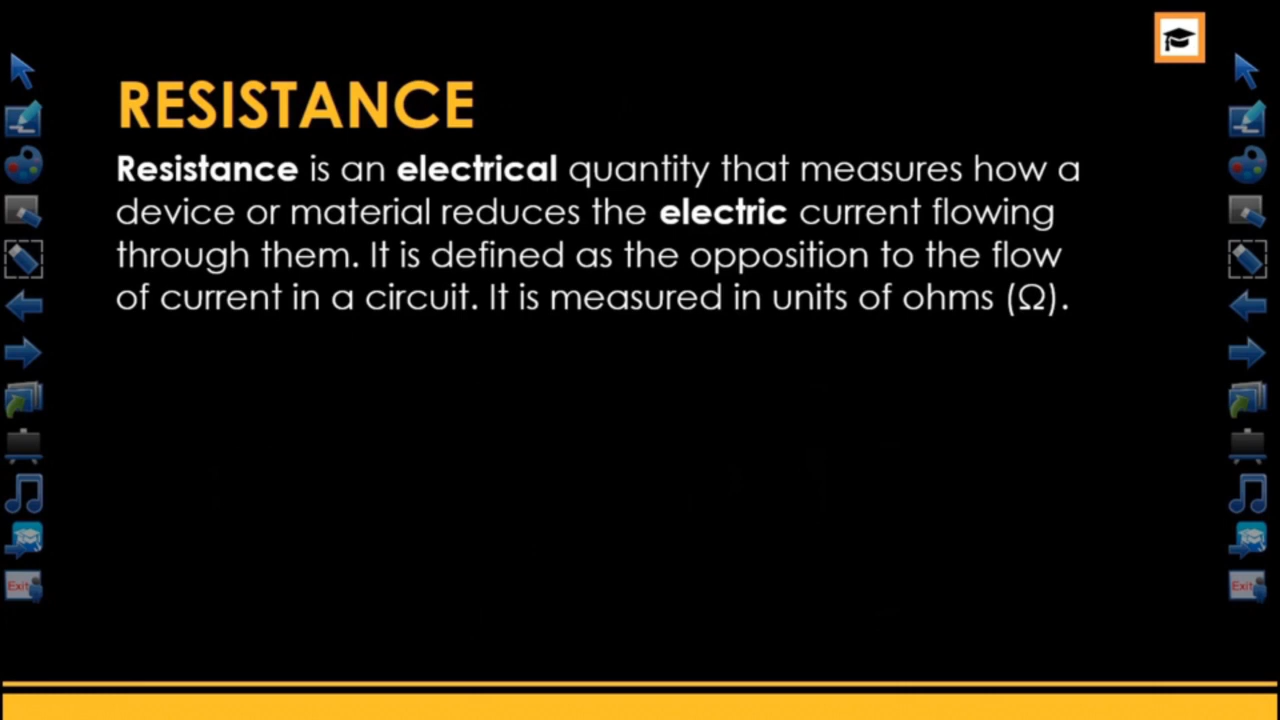 RESISTANCE
Resistance is an electrical quantity that measures how a
device or material reduces the electric current flowing
through them. It is defined as the opposition to the flow
of current in a circuit. It is measured in units of ohms (Ω).
Exit
Exit